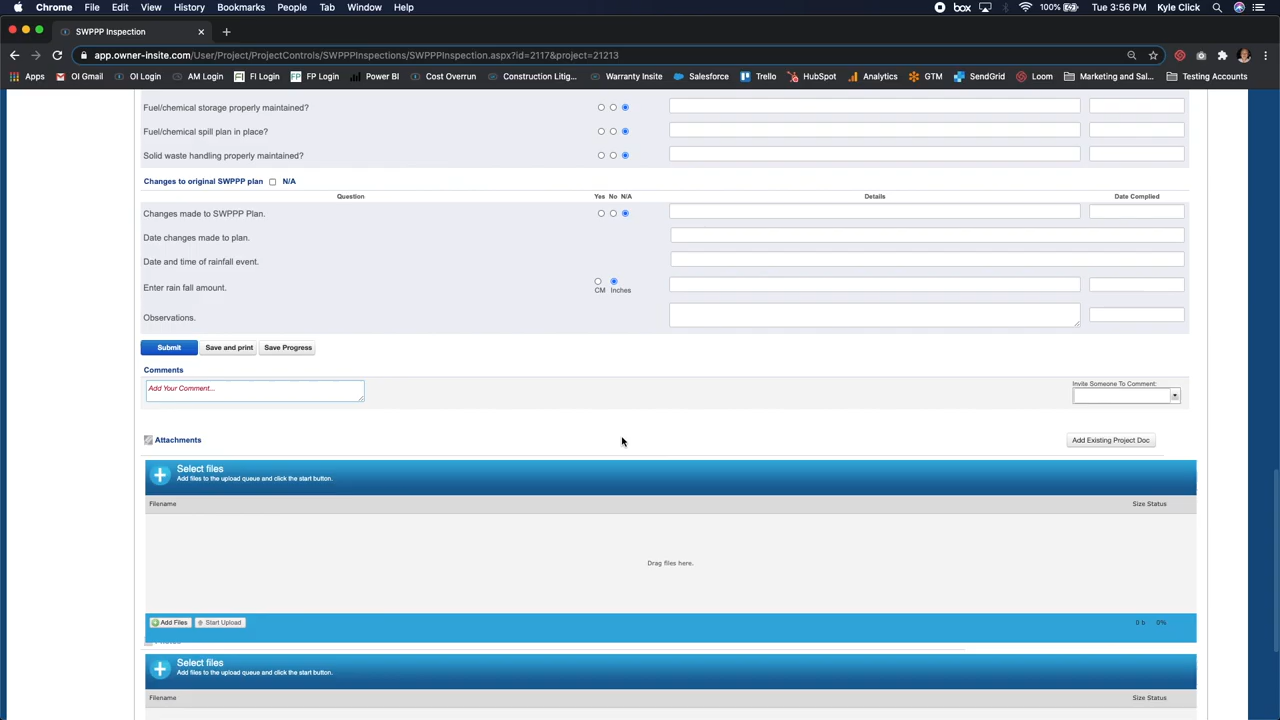 Chrome File Edit View History Bookmarks People Tab Window Help box 100% Tue 3:56 PM Kyle Click
SWPPP Inspection
app.owner-insite.com/User/Project/ProjectControls/SWPPPInspections/SWPPPInspection.aspx?id=2117&project=21213
Apps OI Gmail OI Login AM Login FI FI Login FP FP Login Power BI Cost Overrun Construction Litig... Warranty Insite Salesforce Trello HubSpot Analytics GTM SendGrid Loom Marketing and Sal... Testing Accounts
Fuel/chemical storage properly maintained?
Fuel/chemical spill plan in place?
Solid waste handling properly maintained?
Changes to original SWPPP plan N/A
Question Yes No N/A Details Date Complied
Changes made to SWPPP Plan.
Date changes made to plan.
Date and time of rainfall event.
Enter rain fall amount.
CM Inches
Observations.
Submit Save and print Save Progress
Comments
Add Your Comment...
Invite Someone To Comment:
Attachments Add Existing Project Doc
Select files
Add files to the upload queue and click the start button.
Filename Size Status
Drag files here.
Add Files Start Upload 0 b 0%
Select files
Add files to the upload queue and click the start button.
Filename Size Status